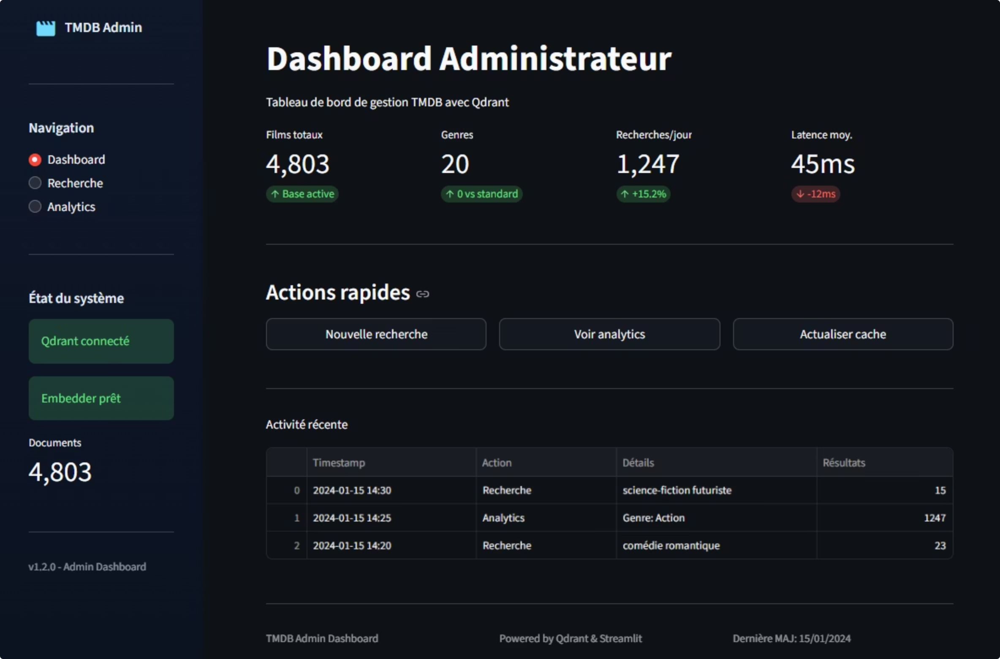 TMDB Admin
Navigation
Dashboard
Recherche
Analytics
État du système
Qdrant connecté
Embedder prêt
Documents
4,803
v1.2.0 - Admin Dashboard
Dashboard Administrateur
Tableau de bord de gestion TMDB avec Qdrant
Films totaux
4,803
↑ Base active
Genres
20
↑ 0 vs standard
Recherches/jour
1,247
↑ +15.2%
Latence moy.
45ms
↓ -12ms
Actions rapides
Nouvelle recherche
Voir analytics
Actualiser cache
Activité récente
Timestamp Action Détails Résultats
0 2024-01-15 14:30 Recherche science-fiction futuriste 15
1 2024-01-15 14:25 Analytics Genre: Action 1247
2 2024-01-15 14:20 Recherche comédie romantique 23
TMDB Admin Dashboard
Powered by Qdrant & Streamlit
Dernière MAJ: 15/01/2024